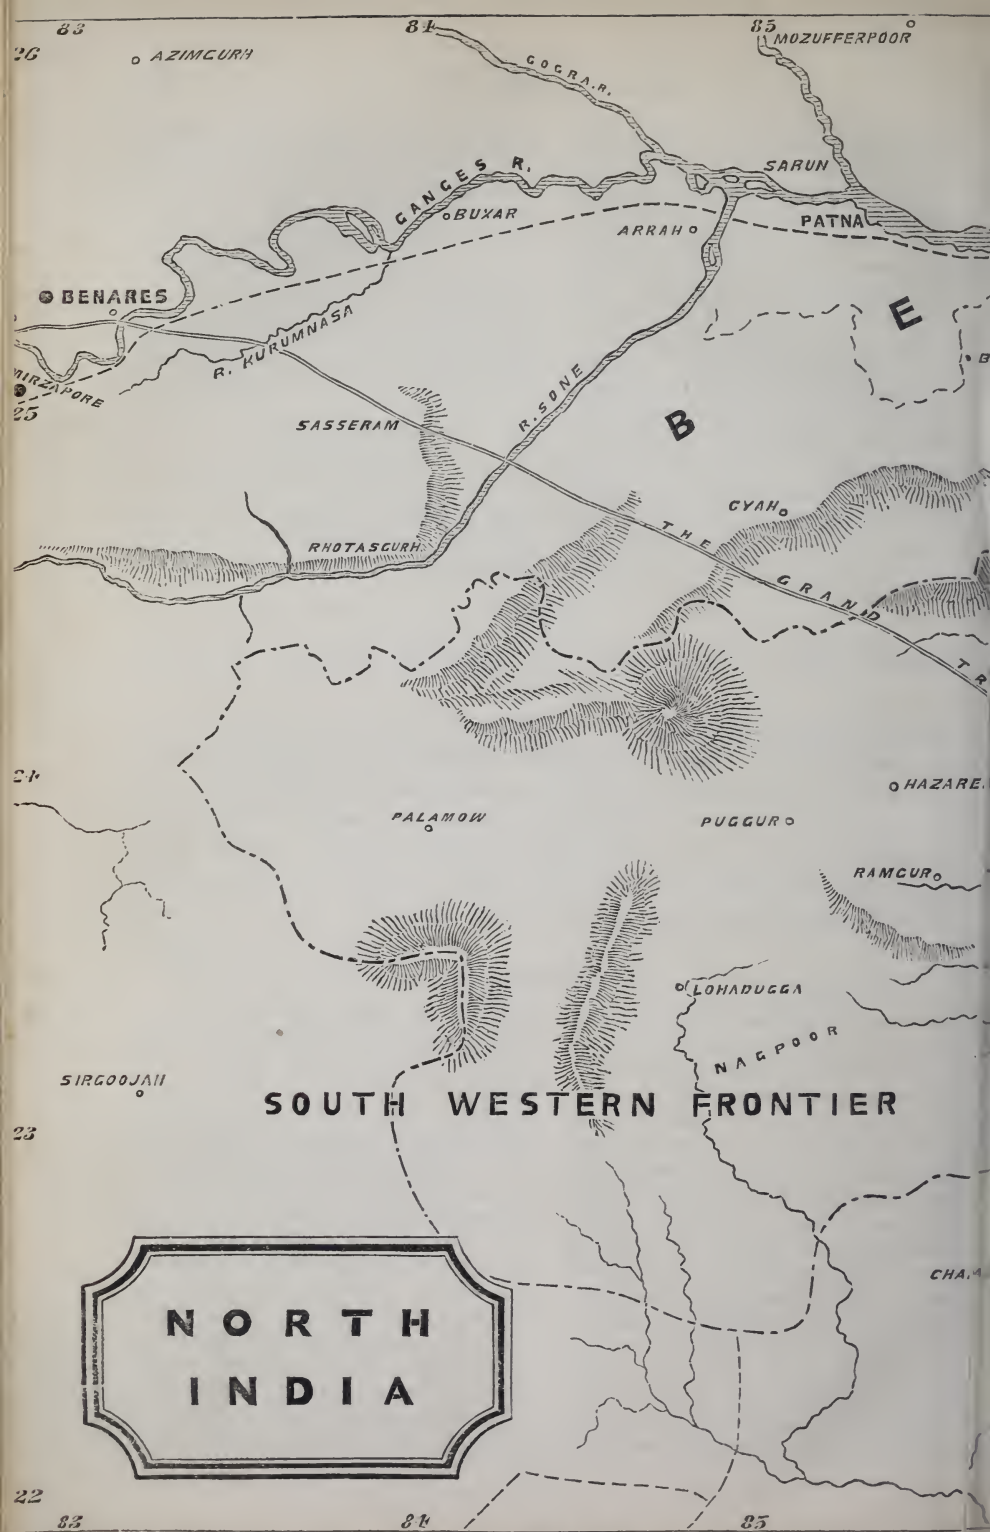 83 84 85
26
AZIMGURH
MOZUFFERPOOR
GOGRA.R.
SARUN
GANGES R.
BUXAR
PATNA
ARRAH
BENARES
E
R. KURUMNASA
MIRZAPORE
B
25
R. SONE
SASSERAM
B
GYAH
THE GRAND TR
RHOTASGURH
24
HAZARE
PALAMOW
PUGGUR
RAMGUR
LOHADUGGA
NAGPOOR
SIRGOOJAH
SOUTH WESTERN FRONTIER
23
CHA
NORTH
INDIA
22
83 84 85